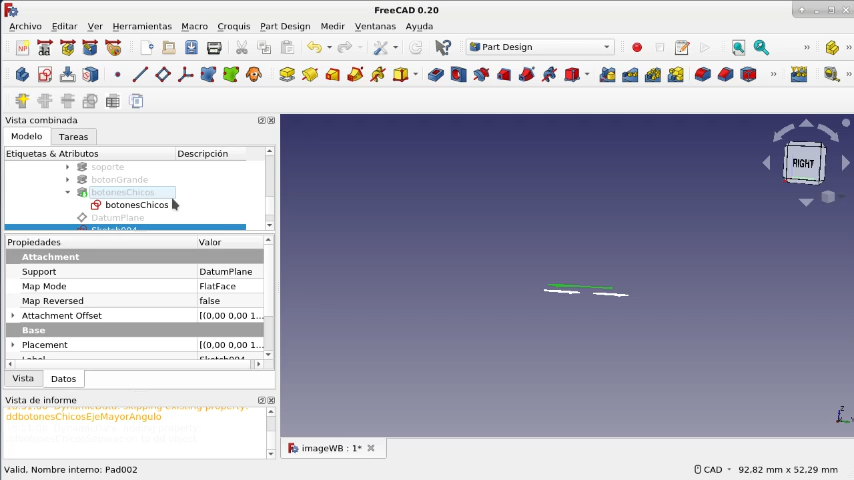 FreeCAD 0.20
Archivo Editar Ver Herramientas Macro Croquis Part Design Medir Ventanas Ayuda
Part Design
Vista combinada
Modelo Tareas
Etiquetas & Atributos Descripción
soporte
botonGrande
botonesChicos
botonesChicos
DatumPlane
Sketch004
Propiedades Valor
Attachment
Support DatumPlane
Map Mode FlatFace
Map Reversed false
Attachment Offset [(0,00 0,00 1...
Base
Placement [(0,00 0,00 1...
Label Sketch004
Vista Datos
Vista de informe
ddbotonesChicosEjeMayorAngulo
RIGHT
Z
Y
imageWB : 1*
Valid, Nombre interno: Pad002
CAD 92,82 mm x 52,29 mm